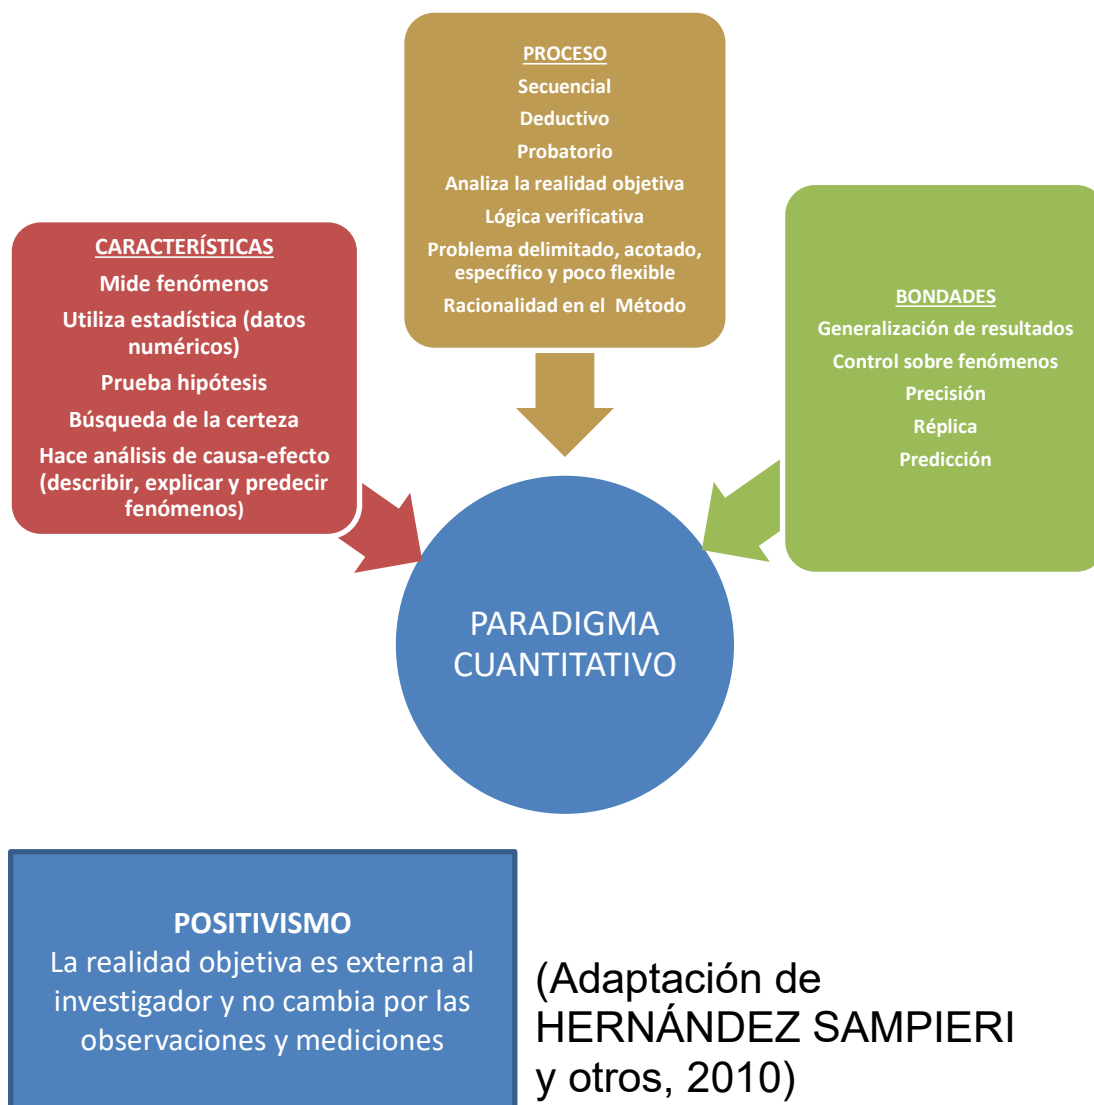 PROCESO
Secuencial
Deductivo
Probatorio
Analiza la realidad objetiva
Lógica verificativa
Problema delimitado, acotado,
específico y poco flexible
Racionalidad en el Método
CARACTERÍSTICAS
Mide fenómenos
Utiliza estadística (datos
numéricos)
Prueba hipótesis
Búsqueda de la certeza
Hace análisis de causa-efecto
(describir, explicar y predecir
fenómenos)
BONDADES
Generalización de resultados
Control sobre fenómenos
Precisión
Réplica
Predicción
PARADIGMA
CUANTITATIVO
POSITIVISMO
La realidad objetiva es externa al
investigador y no cambia por las
observaciones y mediciones
(Adaptación de
HERNÁNDEZ SAMPIERI
y otros, 2010)